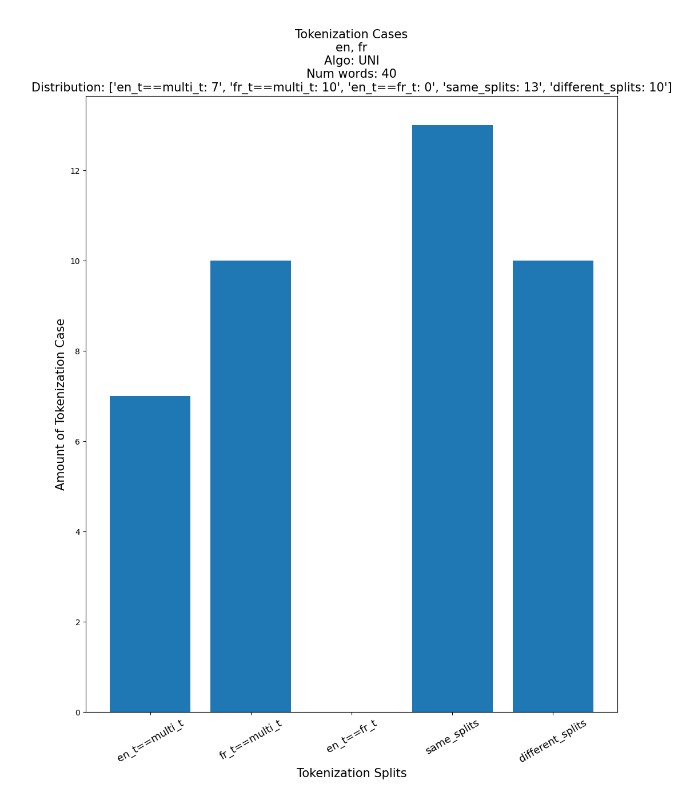 Tokenization Cases
en, fr
Algo: UNI
Num words: 40
Distribution: ['en_t==multi_t: 7', 'fr_t==multi_t: 10', 'en_t==fr_t: 0', 'same_splits: 13', 'different_splits: 10']
Amount of Tokenization Case
12
10
8
6
4
2
0
en_t==multi_t
fr_t==multi_t
en_t==fr_t
same_splits
different_splits
Tokenization Splits